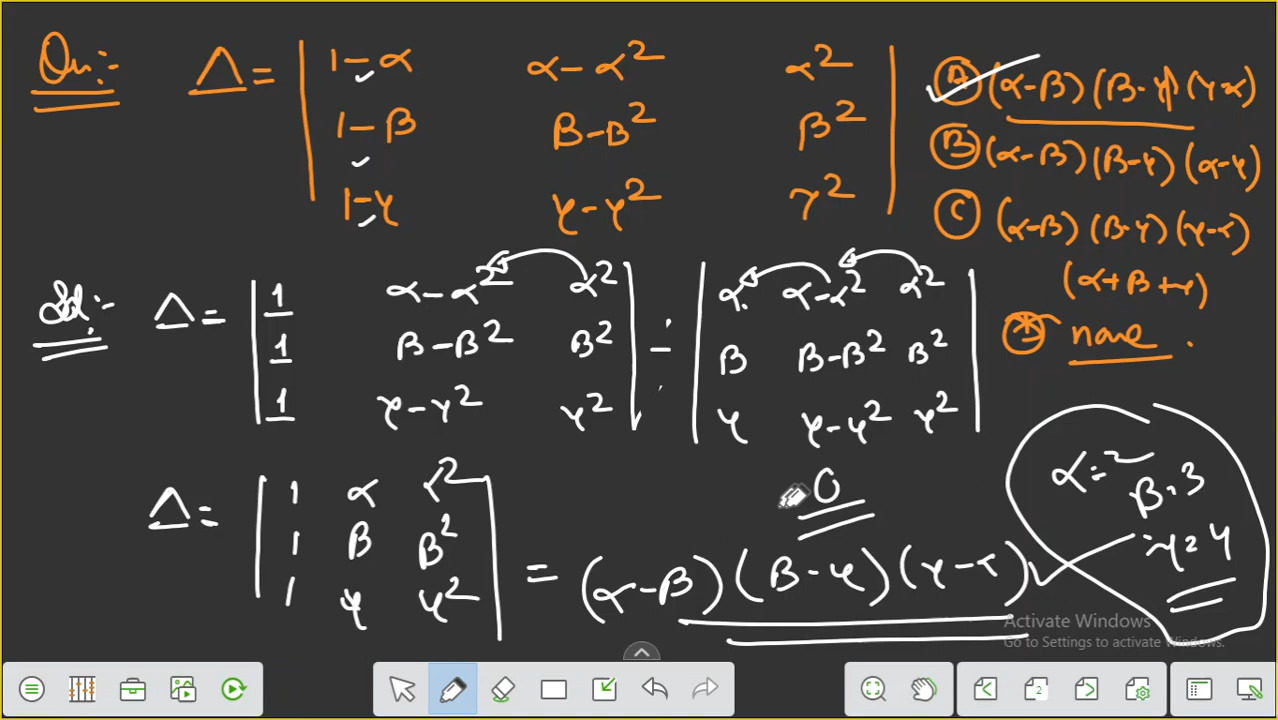 Qn:- Δ = | 1-α α-α² α² |
| 1-β β-β² β² |
| 1-γ γ-γ² γ² |
Ⓐ (α-β)(β-γ)(γ-α)
Ⓑ (α-β)(β-γ)(α-γ)
Ⓒ (α-β)(β-γ)(γ-α)
(α+β+γ)
none.
Sol:- Δ = | 1 α-α² α² | - | α α-α² α² |
| 1 β-β² β² | | β β-β² β² |
| 1 γ-γ² γ² | | γ γ-γ² γ² |
0
Δ = | 1 α α² |
| 1 β β² |
| 1 γ γ² |
= (α-β)(β-γ)(γ-α)
α=2
β=3
γ=4
Activate Windows
Go to Settings to activate Windows.
2